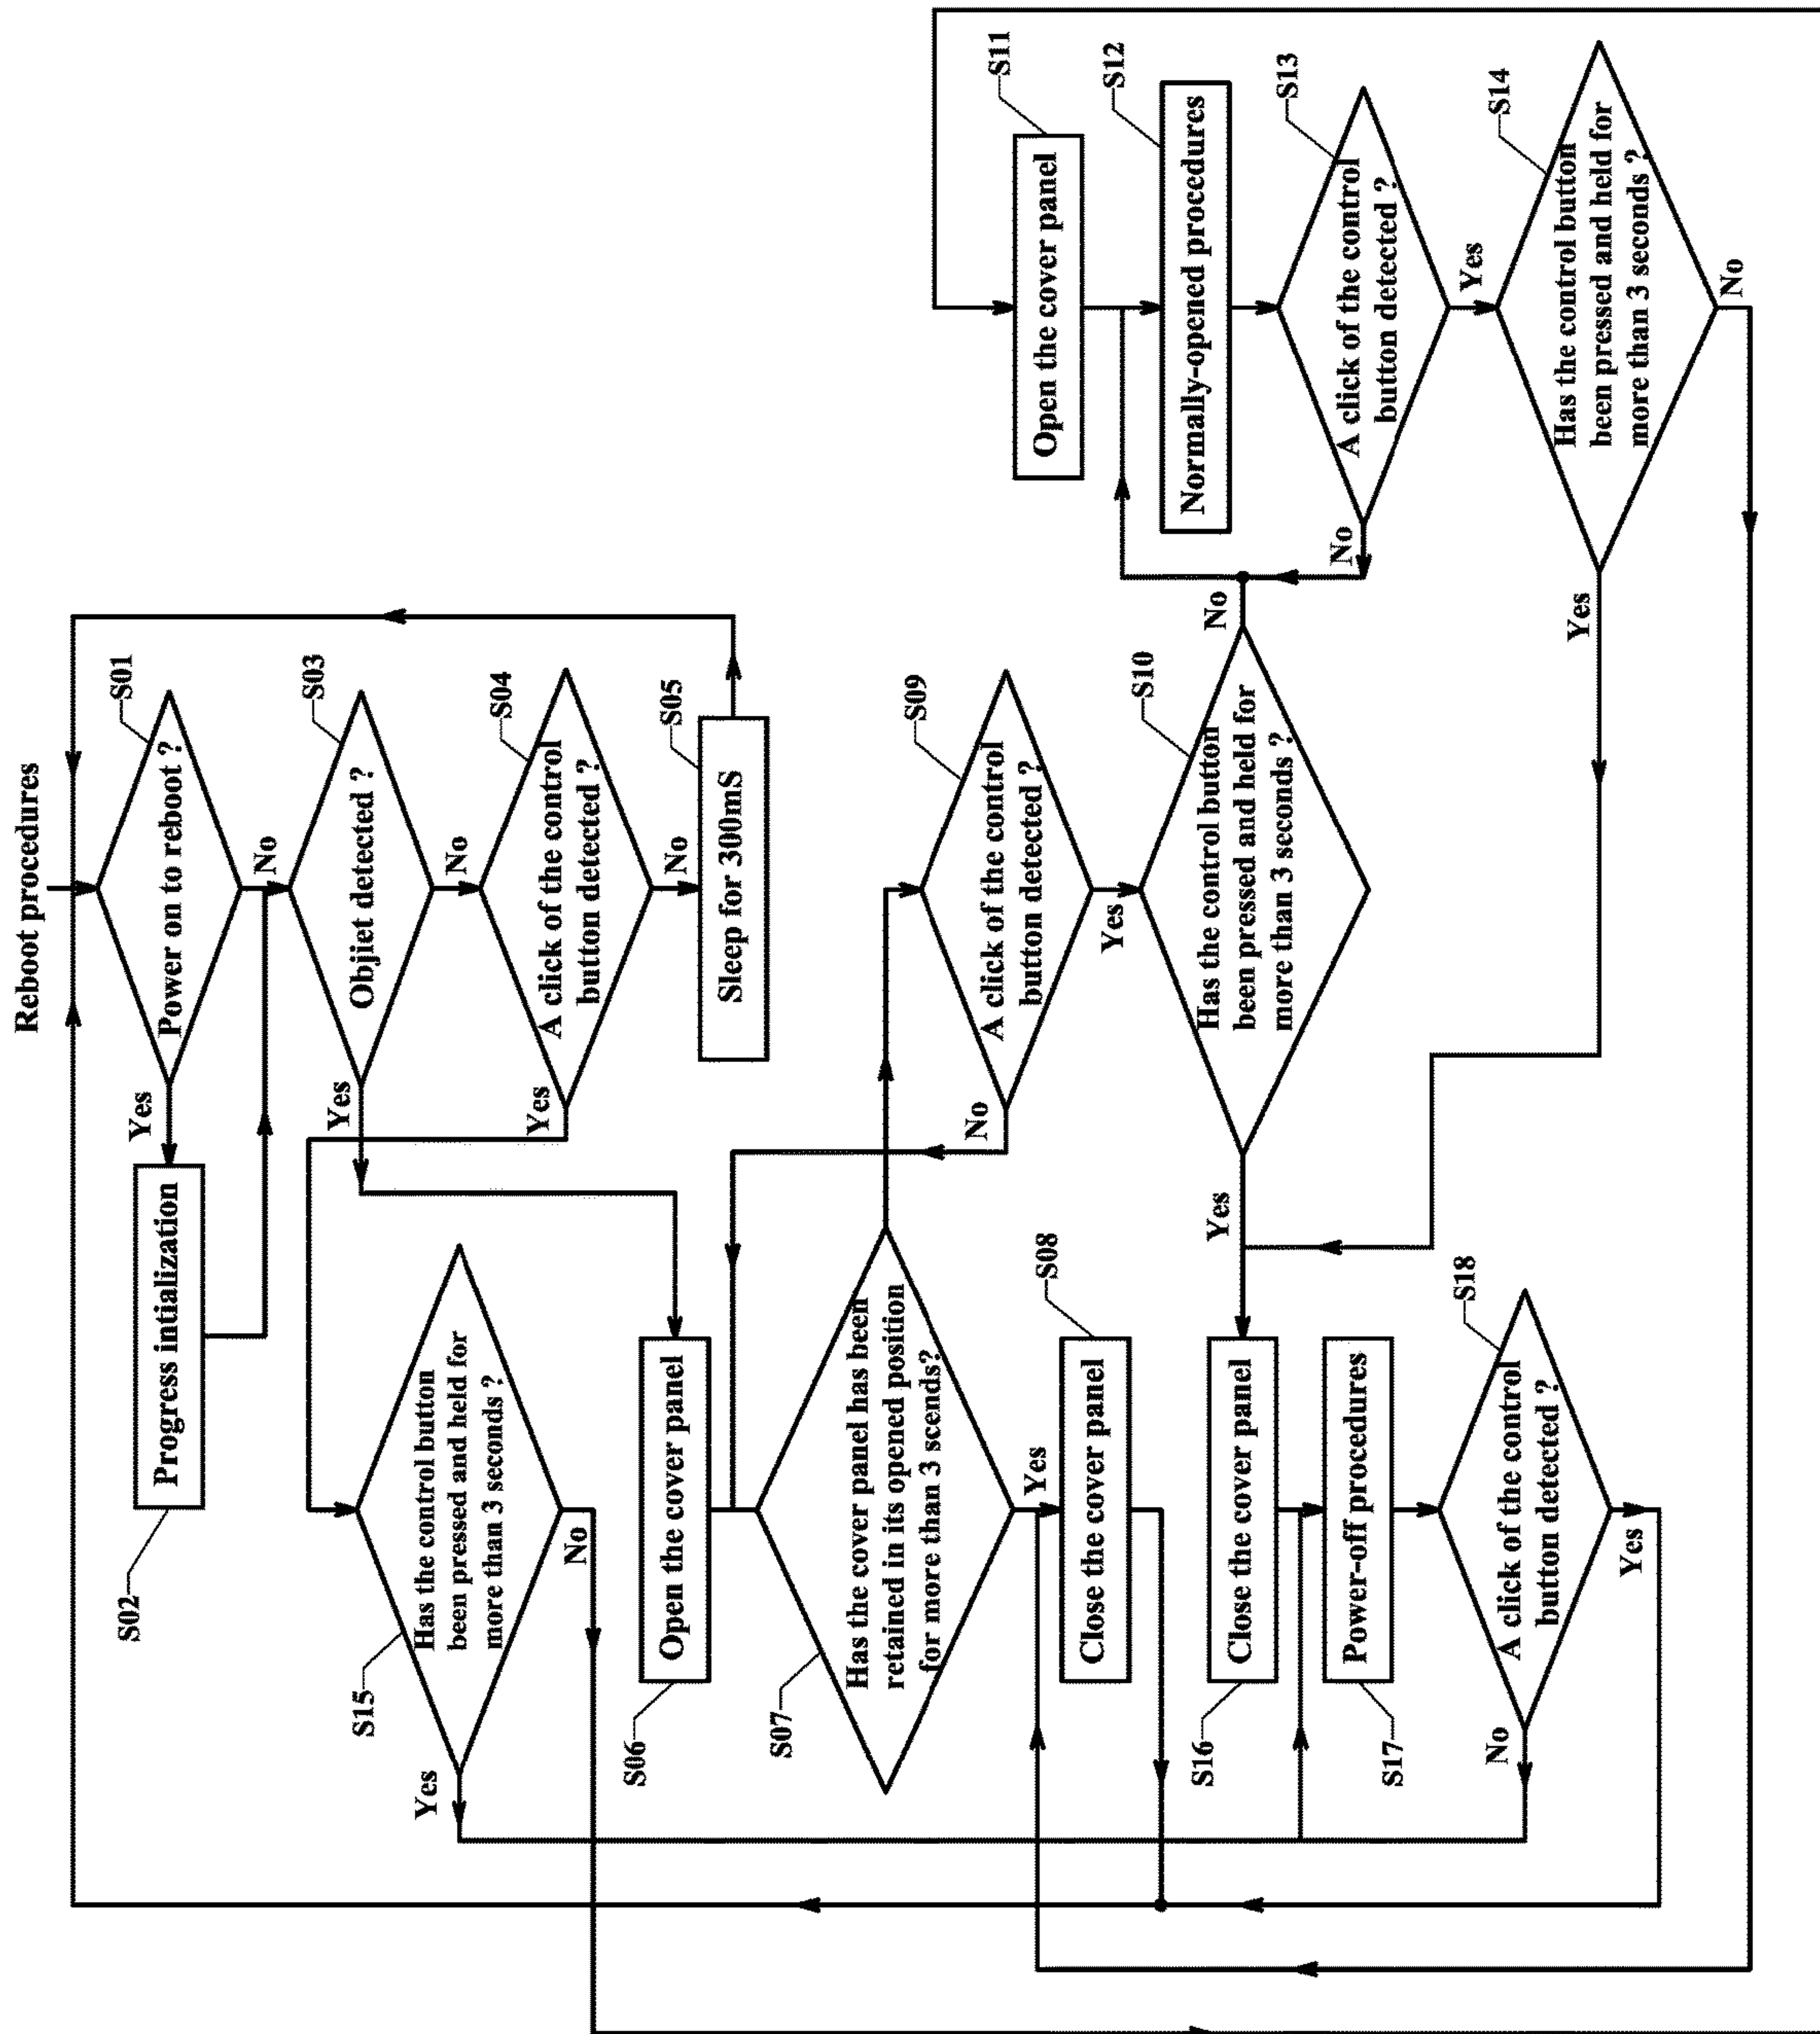 Reboot procedures
S01
Power on to reboot ?
Yes
No
S02
Progress intialization
S03
Objiet detected ?
Yes
No
S04
A click of the control
button detected ?
Yes
No
S05
Sleep for 300mS
S15
Has the control button
been pressed and held for
more than 3 seconds ?
Yes
No
S06
Open the cover panel
S07
Has the cover panel has been
retained in its opened position
for more than 3 scends?
Yes
S08
Close the cover panel
S09
A click of the control
button detected ?
No
Yes
S10
Has the control button
been pressed and held for
more than 3 seconds ?
Yes
No
S16
Close the cover panel
S17
Power-off procedures
S18
A click of the control
button detected ?
No
Yes
S11
Open the cover panel
S12
Normally-opened procedures
S13
A click of the control
button detected ?
No
Yes
S14
Has the control button
been pressed and held for
more than 3 seconds ?
Yes
No